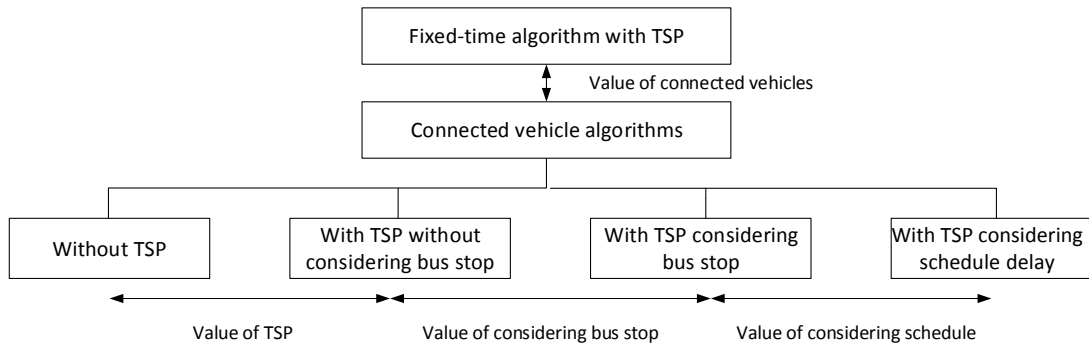 Fixed-time algorithm with TSP
Value of connected vehicles
Connected vehicle algorithms
Without TSP
With TSP without
considering bus stop
With TSP considering
bus stop
With TSP considering
schedule delay
Value of TSP
Value of considering bus stop
Value of considering schedule